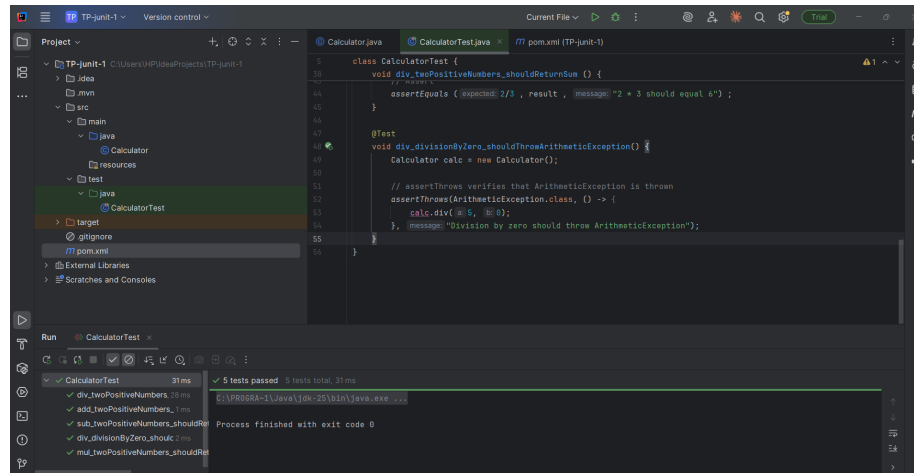 TP TP-junit-1 Version control Current File Trial
Project
Calculator.java CalculatorTest.java pom.xml (TP-junit-1)
TP-junit-1 C:\Users\HP\IdeaProjects\TP-junit-1
.idea
.mvn
src
main
java
Calculator
resources
test
java
CalculatorTest
target
.gitignore
pom.xml
External Libraries
Scratches and Consoles
5 class CalculatorTest { 1
38 void div_twoPositiveNumbers_shouldReturnSum () {
44 assertEquals ( expected: 2/3 , result , message: "2 * 3 should equal 6") ;
45 }
46
47 @Test
48 void div_divisionByZero_shouldThrowArithmeticException() {
49 Calculator calc = new Calculator();
50
51 // assertThrows verifies that ArithmeticException is thrown
52 assertThrows(ArithmeticException.class, () -> {
53 calc.div( a: 5, b: 0);
54 }, message: "Division by zero should throw ArithmeticException");
55 }
56 }
Run CalculatorTest
CalculatorTest 31 ms
div_twoPositiveNumbers_ 28 ms
add_twoPositiveNumbers_ 1 ms
sub_twoPositiveNumbers_shouldRet
div_divisionByZero_shoulc 2 ms
mul_twoPositiveNumbers_shouldRet
5 tests passed 5 tests total, 31 ms
C:\PROGRA~1\Java\jdk-25\bin\java.exe ...
Process finished with exit code 0